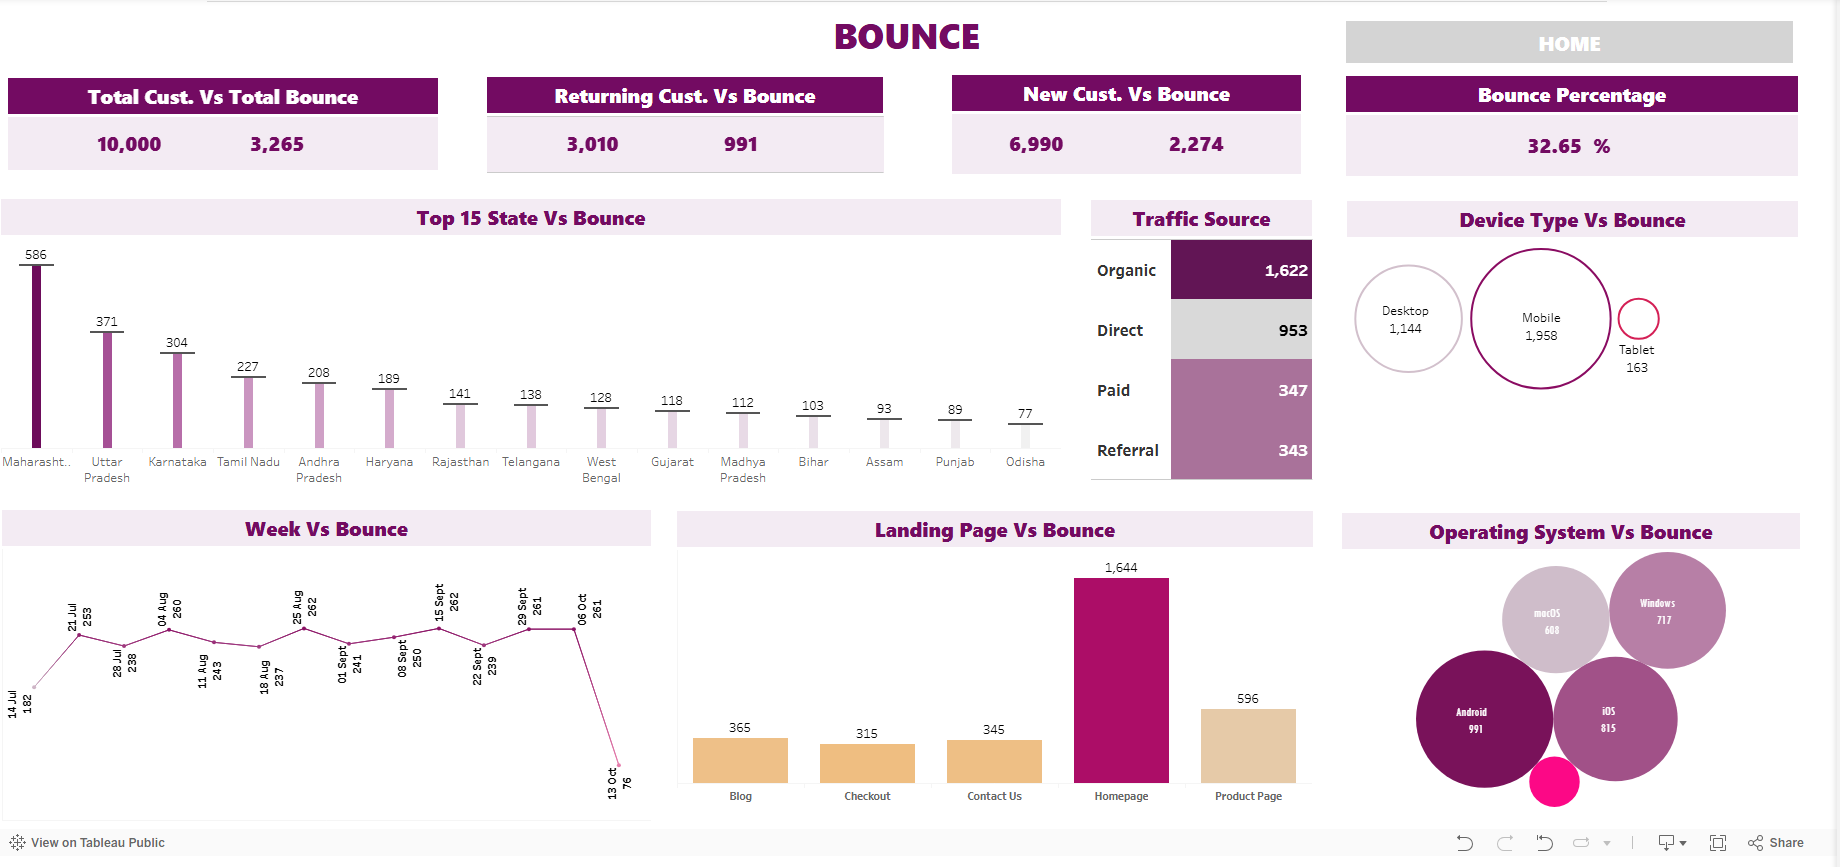 BOUNCE
HOME
Total Cust. Vs Total Bounce
10,000 3,265
Returning Cust. Vs Bounce
3,010 991
New Cust. Vs Bounce
6,990 2,274
Bounce Percentage
32.65 %
Top 15 State Vs Bounce
586
371
304
227
208
189
141
138
128
118
112
103
93
89
77
Maharasht..
Uttar
Pradesh
Karnataka
Tamil Nadu
Andhra
Pradesh
Haryana
Rajasthan
Telangana
West
Bengal
Gujarat
Madhya
Pradesh
Bihar
Assam
Punjab
Odisha
Traffic Source
Organic 1,622
Direct 953
Paid 347
Referral 343
Device Type Vs Bounce
Desktop
1,144
Mobile
1,958
Tablet
163
Week Vs Bounce
14 Jul
182
21 Jul
253
28 Jul
238
04 Aug
260
11 Aug
243
18 Aug
237
25 Aug
262
01 Sept
241
08 Sept
250
15 Sept
262
22 Sept
239
29 Sept
261
06 Oct
261
13 Oct
76
Landing Page Vs Bounce
365
315
345
1,644
596
Blog
Checkout
Contact Us
Homepage
Product Page
Operating System Vs Bounce
macOS
608
Windows
717
Android
991
iOS
815
View on Tableau Public
Share